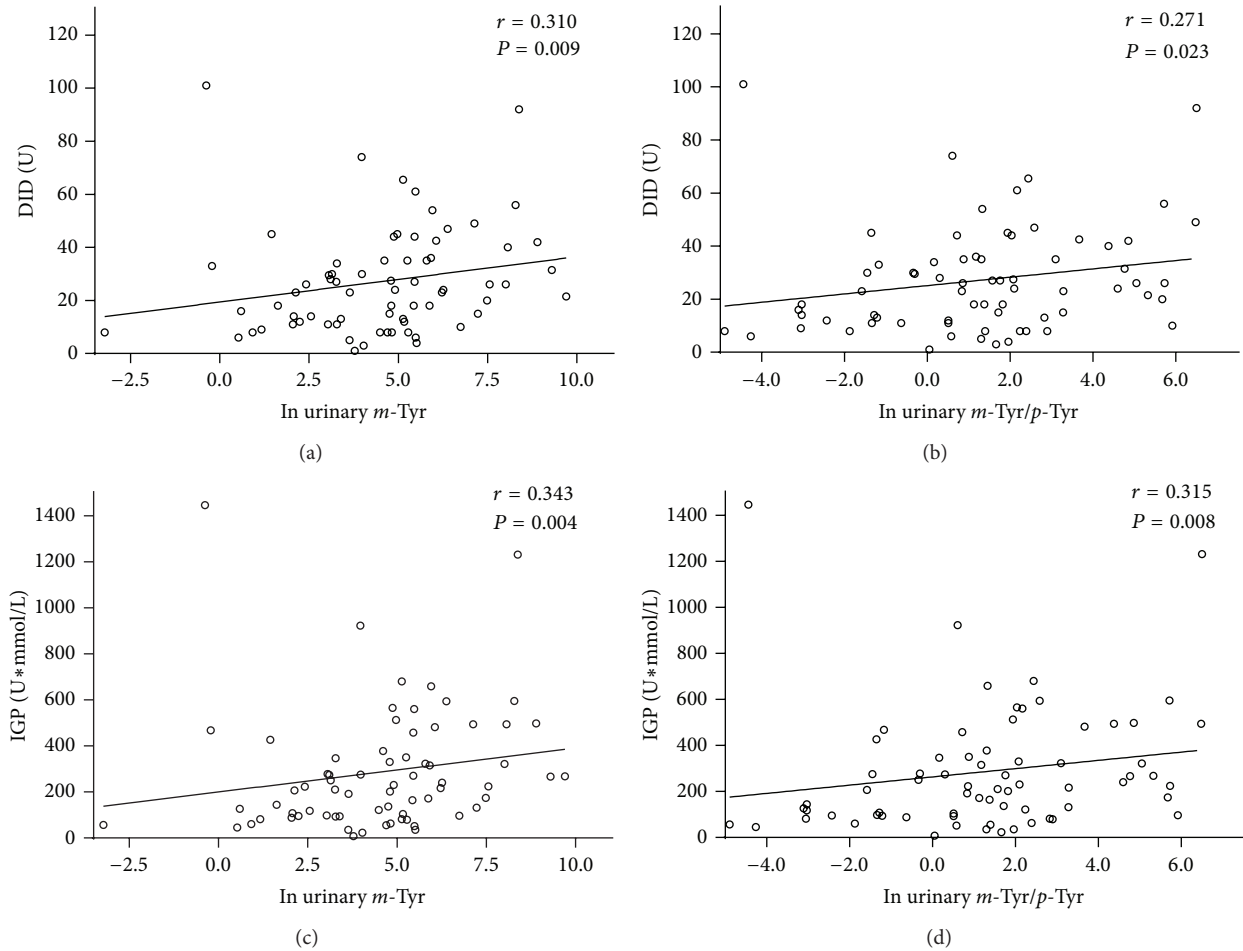 r = 0.310
P = 0.009
120
100
80
60
40
20
0
DID (U)
−2.5 0.0 2.5 5.0 7.5 10.0
In urinary m-Tyr
(a)
r = 0.271
P = 0.023
120
100
80
60
40
20
0
DID (U)
−4.0 −2.0 0.0 2.0 4.0 6.0
In urinary m-Tyr/p-Tyr
(b)
r = 0.343
P = 0.004
1400
1200
1000
800
600
400
200
0
IGP (U*mmol/L)
−2.5 0.0 2.5 5.0 7.5 10.0
In urinary m-Tyr
(c)
r = 0.315
P = 0.008
1400
1200
1000
800
600
400
200
0
IGP (U*mmol/L)
−4.0 −2.0 0.0 2.0 4.0 6.0
In urinary m-Tyr/p-Tyr
(d)